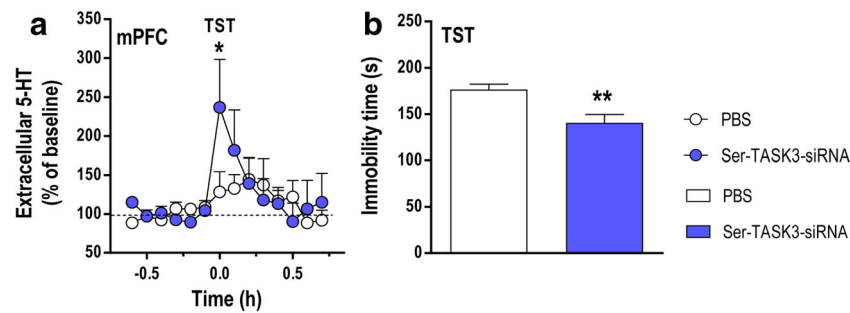 a
mPFC
TST
*
Extracellular 5-HT
(% of baseline)
350
300
250
200
150
100
50
-0.5
0.0
0.5
Time (h)
b
TST
**
Immobility time (s)
250
200
150
100
50
0
PBS
Ser-TASK3-siRNA
PBS
Ser-TASK3-siRNA